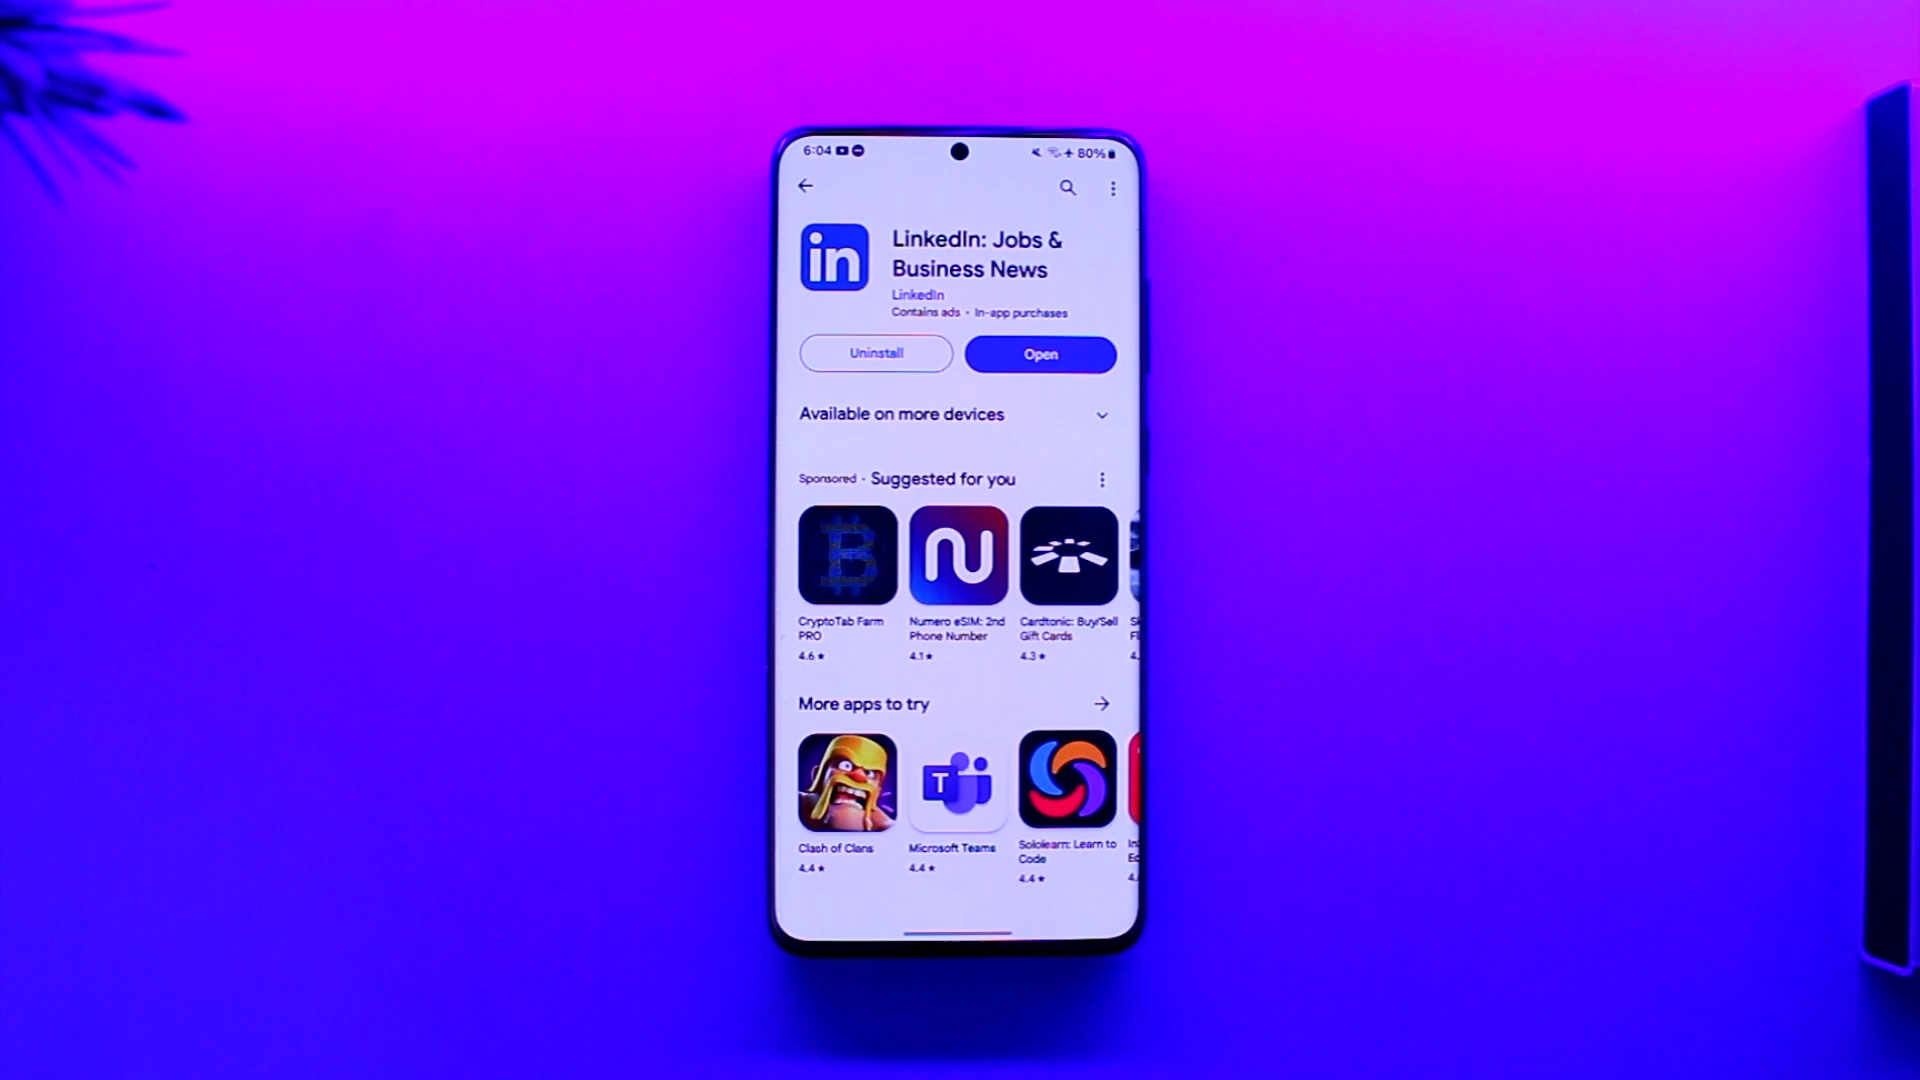 6:04
80%
in
LinkedIn: Jobs &
Business News
LinkedIn
Contains ads • In-app purchases
Uninstall
Open
Available on more devices
Sponsored · Suggested for you
CryptoTab Farm
PRO
4.6★
Numero eSIM: 2nd
Phone Number
4.1★
Cardtonic: Buy/Sell
Gift Cards
4.3★
More apps to try
T
Clash of Clans
4.4★
Microsoft Teams
4.4★
Sololearn: Learn to
Code
4.4★